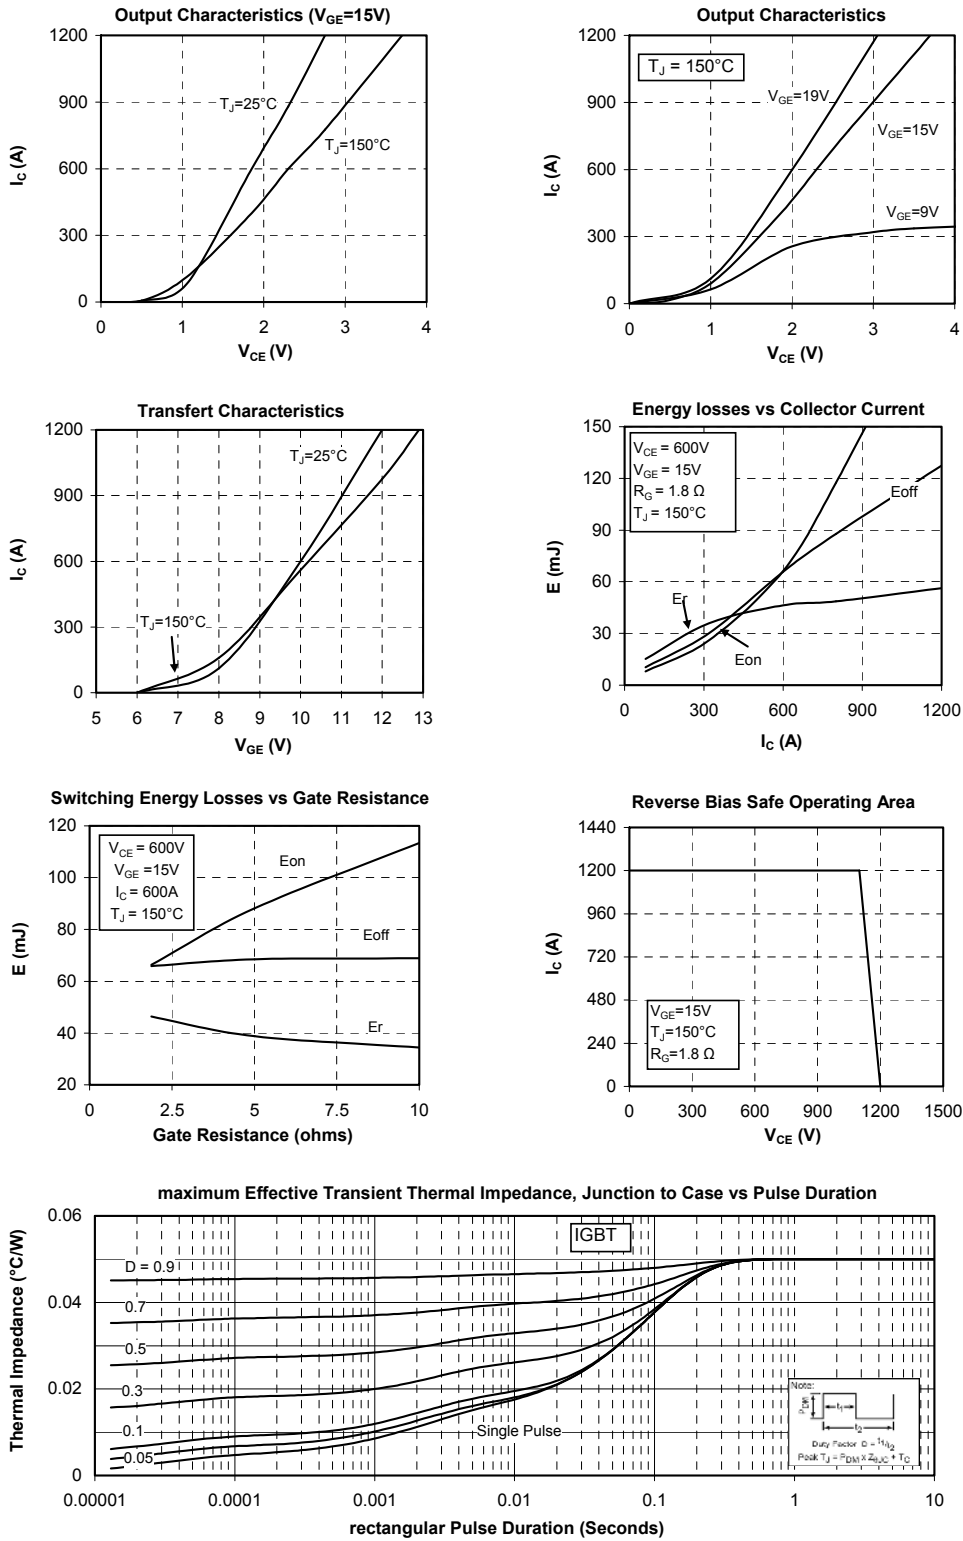 Output Characteristics (VGE=15V)
1200
900
600
300
0
0 1 2 3 4
IC (A)
VCE (V)
TJ=25°C
TJ=150°C
Output Characteristics
1200
900
600
300
0
0 1 2 3 4
IC (A)
VCE (V)
TJ = 150°C
VGE=19V
VGE=15V
VGE=9V
Transfert Characteristics
1200
900
600
300
0
5 6 7 8 9 10 11 12 13
IC (A)
VGE (V)
TJ=25°C
TJ=150°C
Energy losses vs Collector Current
150
120
90
60
30
0
0 300 600 900 1200
E (mJ)
IC (A)
VCE = 600V
VGE = 15V
RG = 1.8 Ω
TJ = 150°C
Eoff
Er
Eon
Switching Energy Losses vs Gate Resistance
120
100
80
60
40
20
0 2.5 5 7.5 10
E (mJ)
Gate Resistance (ohms)
VCE = 600V
VGE =15V
IC = 600A
TJ = 150°C
Eon
Eoff
Er
Reverse Bias Safe Operating Area
1440
1200
960
720
480
240
0
0 300 600 900 1200 1500
IC (A)
VCE (V)
VGE=15V
TJ=150°C
RG=1.8 Ω
maximum Effective Transient Thermal Impedance, Junction to Case vs Pulse Duration
0.06
0.04
0.02
0
0.00001 0.0001 0.001 0.01 0.1 1 10
Thermal Impedance (°C/W)
rectangular Pulse Duration (Seconds)
IGBT
D = 0.9
0.7
0.5
0.3
0.1
0.05
Single Pulse
Note:
PDM
t1
t2
Duty Factor D = t1/t2
Peak TJ = PDM x ZθJC + TC